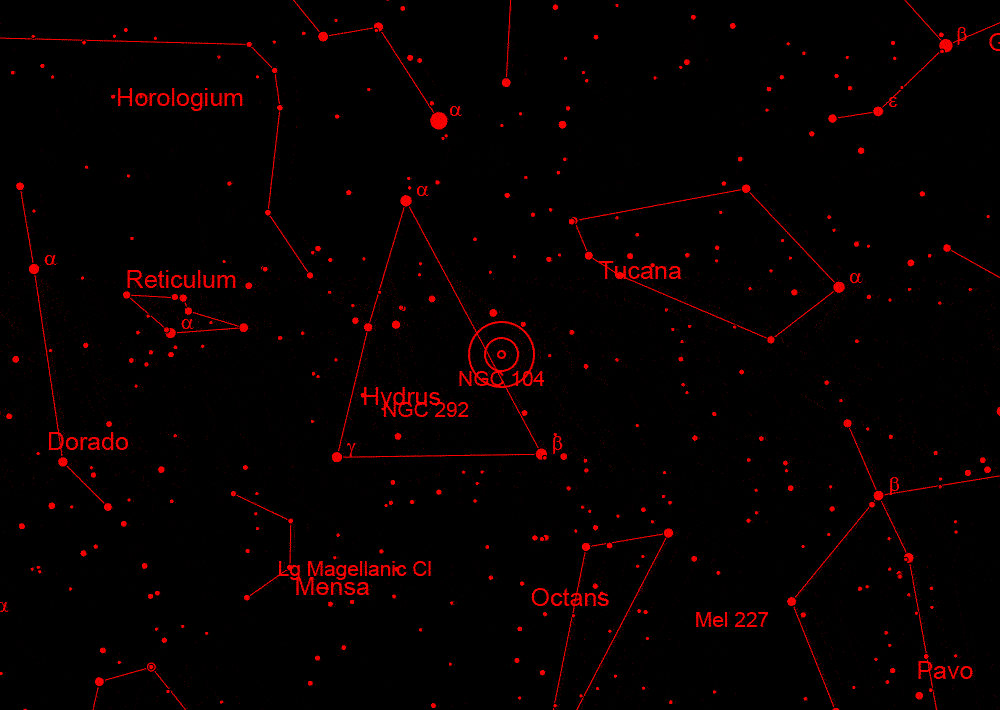 β
G
Horologium
α
ε
α
α
Reticulum
α
Tucana
α
NGC 104
Hydrus
NGC 292
Dorado
γ
β
β
Lg Magellanic Cl
Mensa
Octans
α
Mel 227
Pavo